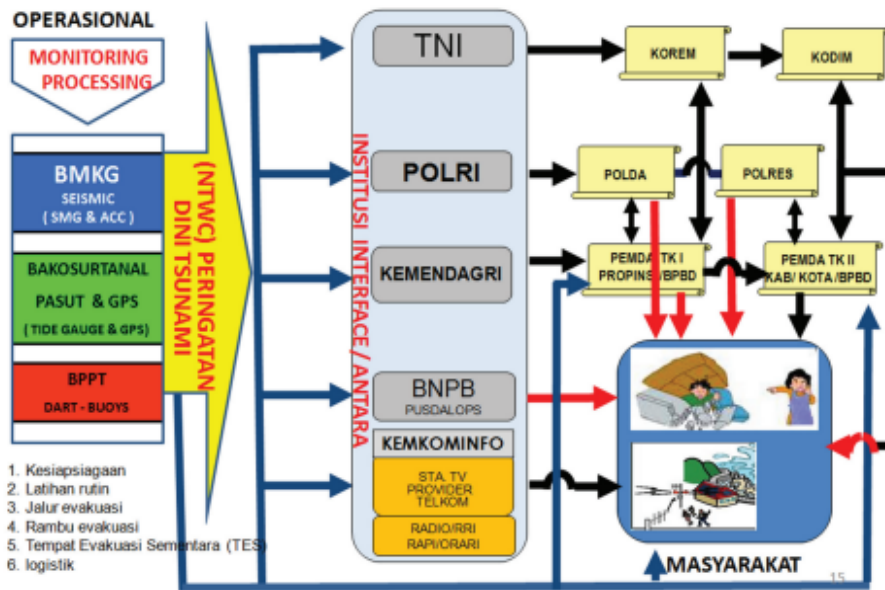 OPERASIONAL
MONITORING
PROCESSING
BMKG
SEISMIC
( SMG & ACC )
BAKOSURTANAL
PASUT & GPS
( TIDE GAUGE & GPS)
BPPT
DART - BUOYS
1. Kesiapsiagaan
2. Latihan rutin
3. Jalur evakuasi
4. Rambu evakuasi
5. Tempat Evakuasi Sementara (TES)
6. logistik
(NTWC) PERINGATAN
DINI TSUNAMI
INSTITUSI INTERFACE / ANTARA
TNI
POLRI
KEMENDAGRI
BNPB
PUSDALOPS
KEMKOMINFO
STA. TV
PROVIDER
TELKOM
RADIO/RRI
RAPI/ORARI
KOREM
KODIM
POLDA
POLRES
PEMDA TK I
PROPINSI/BPBD
PEMDA TK II
KAB/ KOTA /BPBD
MASYARAKAT
15